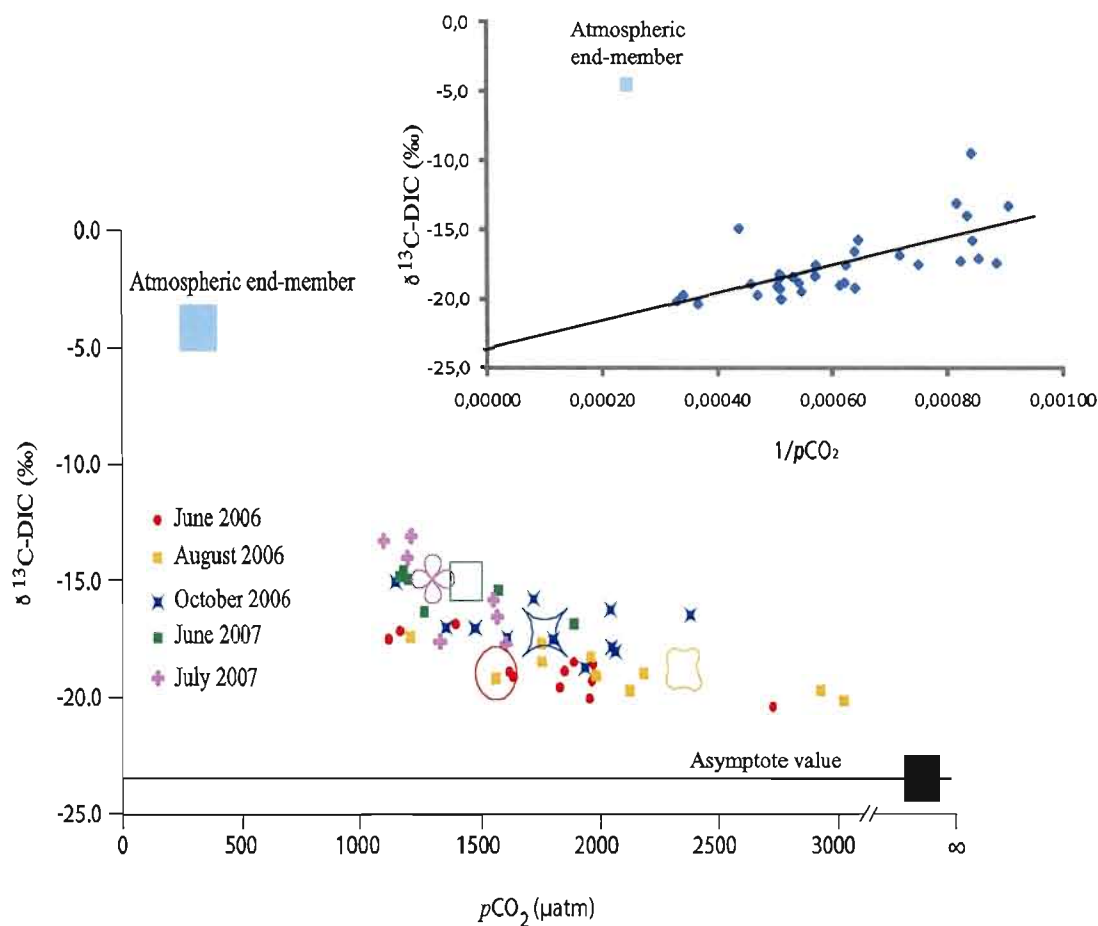 0,0
-5,0
-10,0
-15,0
-20,0
-25,0
δ¹³C-DIC (‰)
Atmospheric
end-member
0,00000 0,00020 0,00040 0,00060 0,00080 0,00100
1/pCO₂
0.0
-5.0
-10.0
-15.0
-20.0
-25.0
δ¹³C-DIC (‰)
Atmospheric end-member
June 2006
August 2006
October 2006
June 2007
July 2007
Asymptote value
0 500 1000 1500 2000 2500 3000 ∞
pCO₂ (µatm)